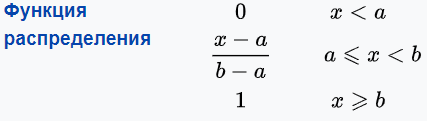 Функция распределения
0 x < a
x − a
b − a
a ⩽ x < b
1 x ⩾ b